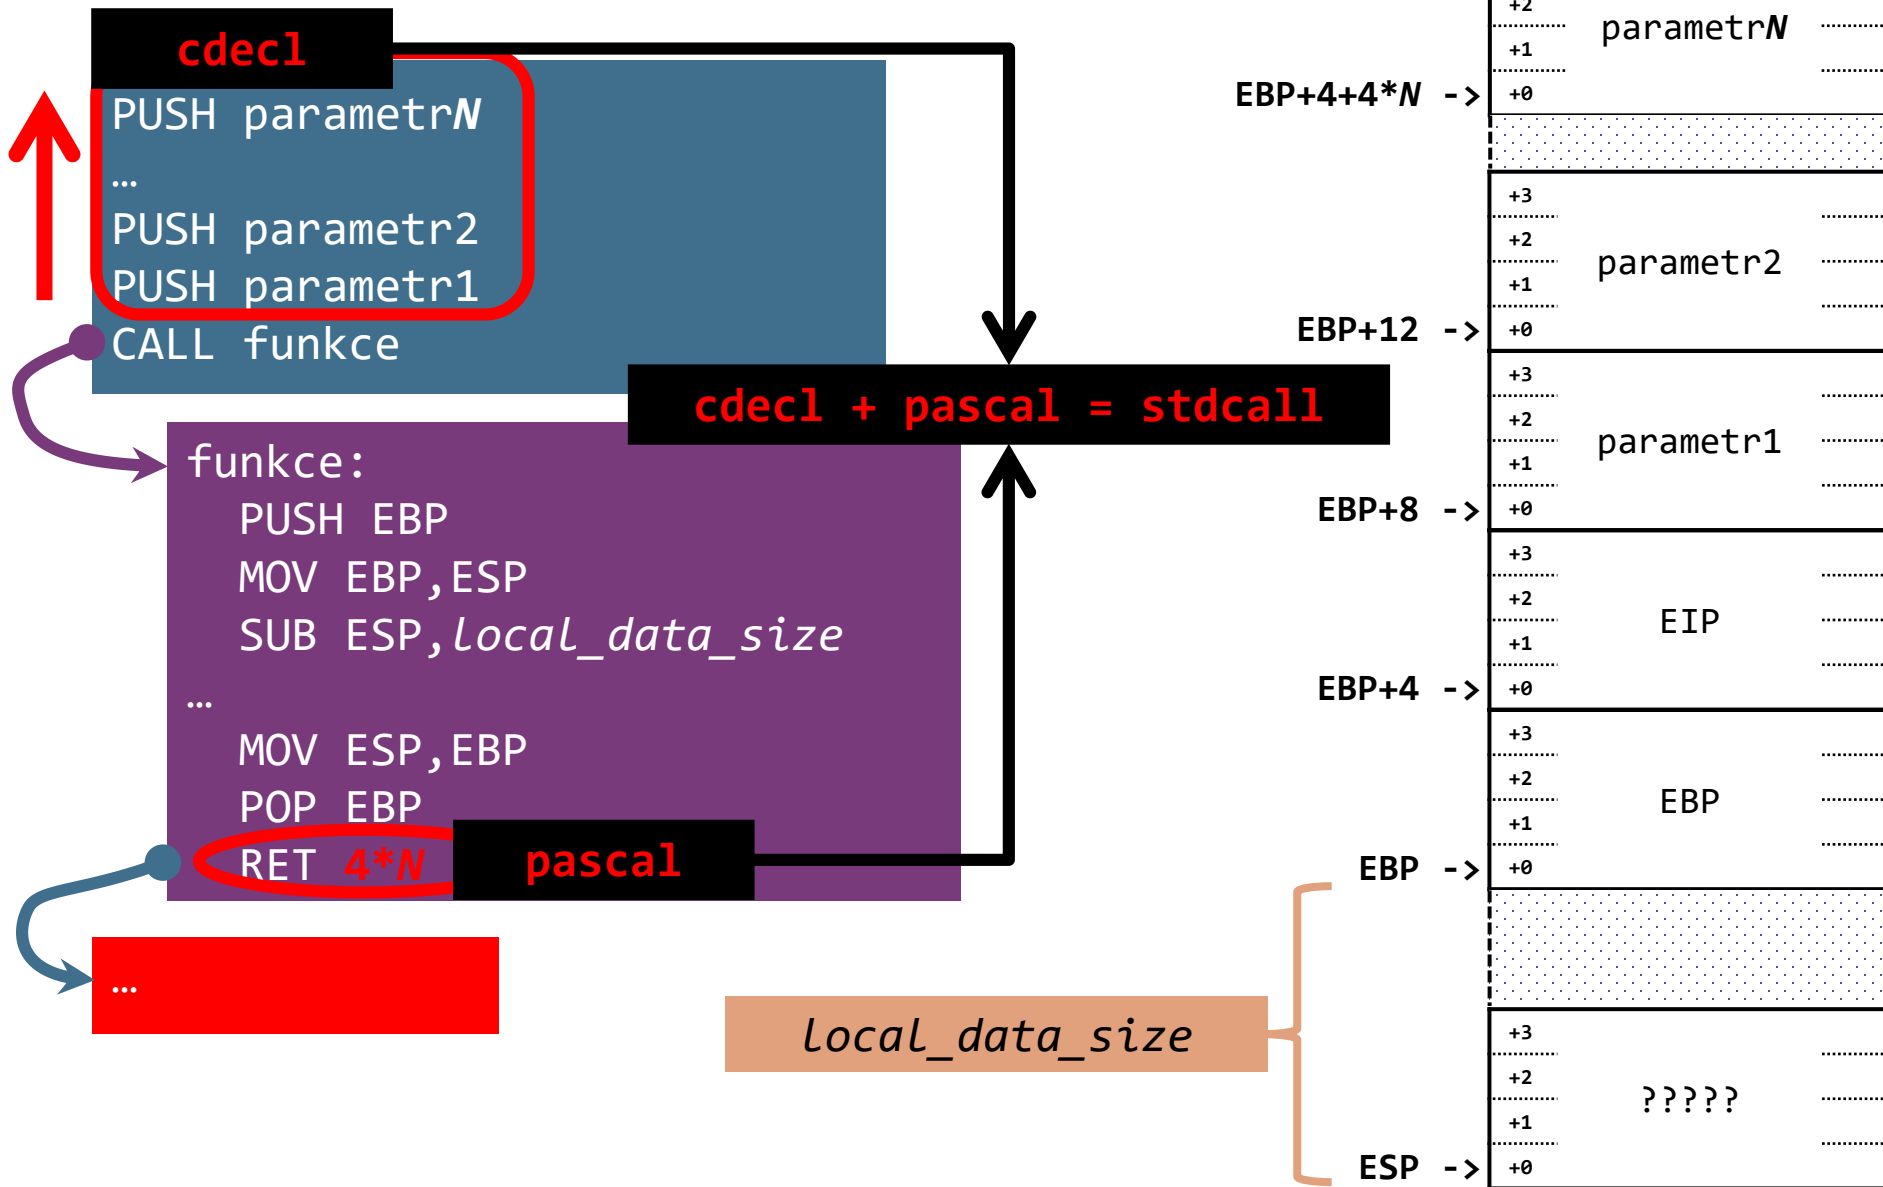 cdecl
PUSH parametrN
…
PUSH parametr2
PUSH parametr1
CALL funkce
cdecl + pascal = stdcall
funkce:
PUSH EBP
MOV EBP,ESP
SUB ESP,local_data_size
…
MOV ESP,EBP
POP EBP
RET 4*N
pascal
…
local_data_size
+2
parametrN
+1
EBP+4+4*N -> +0
+3
+2
parametr2
+1
EBP+12 -> +0
+3
+2
parametr1
+1
EBP+8 -> +0
+3
+2
EIP
+1
EBP+4 -> +0
+3
+2
EBP
+1
EBP -> +0
+3
+2
?????
+1
ESP -> +0